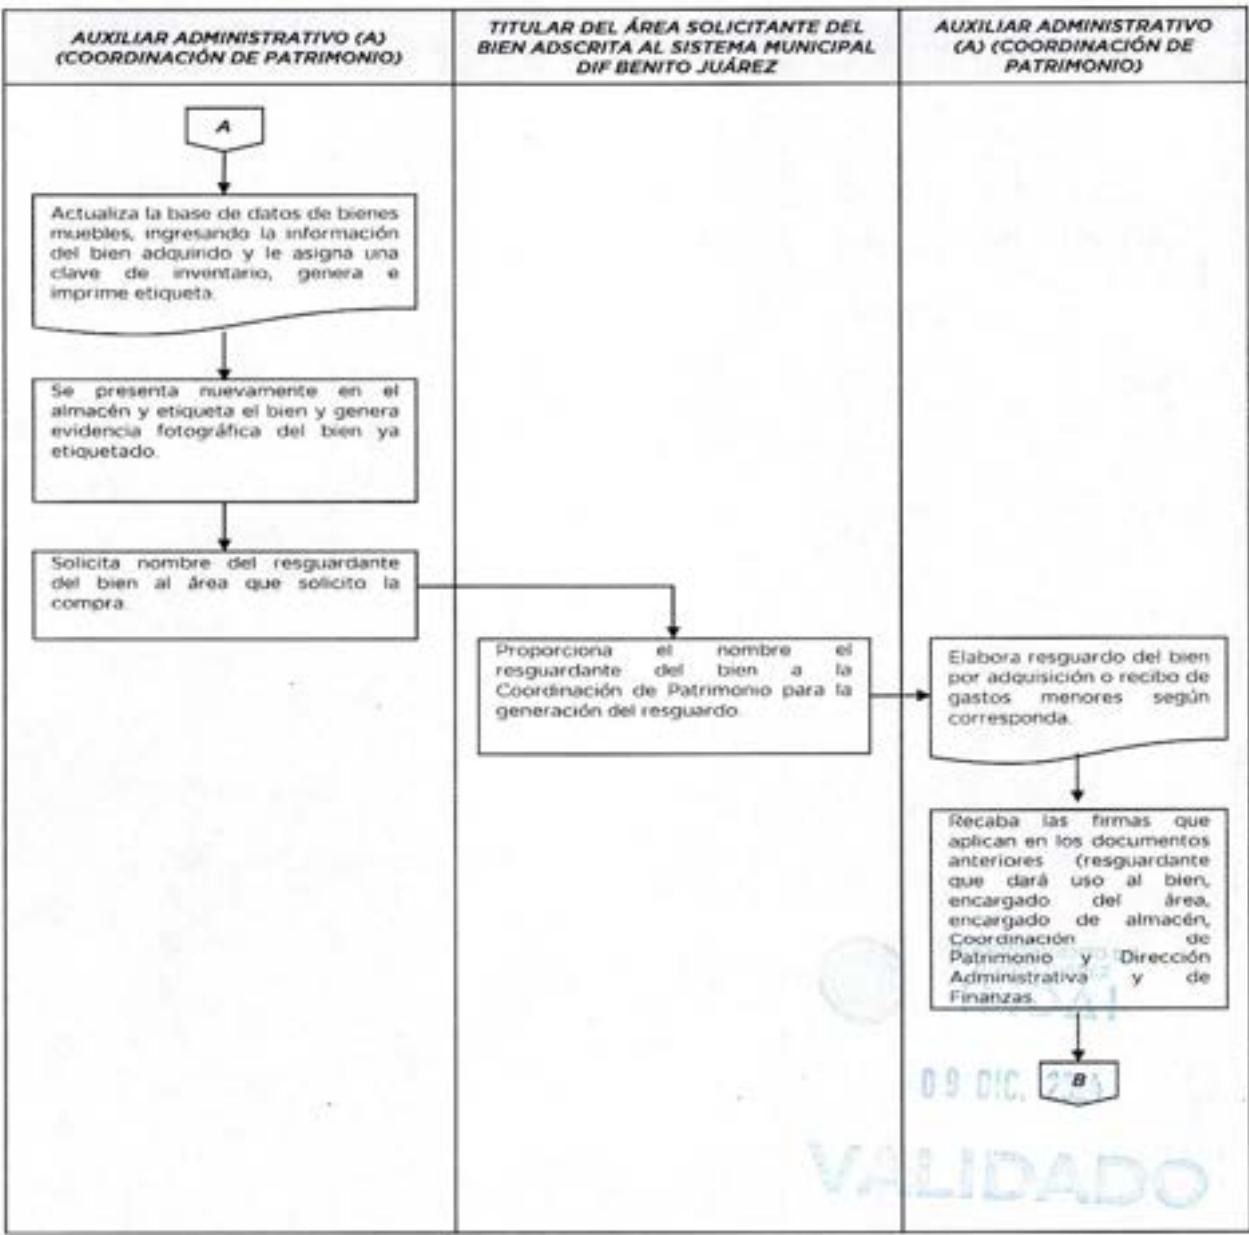 AUXILIAR ADMINISTRATIVO (A)
(COORDINACIÓN DE PATRIMONIO)
TITULAR DEL ÁREA SOLICITANTE DEL
BIEN ADSCRITA AL SISTEMA MUNICIPAL
DIF BENITO JUÁREZ
AUXILIAR ADMINISTRATIVO
(A) (COORDINACIÓN DE
PATRIMONIO)
A
Actualiza la base de datos de bienes
muebles, ingresando la información
del bien adquirido y le asigna una
clave de inventario, genera e
imprime etiqueta.
Se presenta nuevamente en el
almacén y etiqueta el bien y genera
evidencia fotográfica del bien ya
etiquetado.
Solicita nombre del resguardante
del bien al área que solicito la
compra.
Proporciona el nombre el
resguardante del bien a la
Coordinación de Patrimonio para la
generación del resguardo.
Elabora resguardo del bien
por adquisición o recibo de
gastos menores según
corresponda.
Recaba las firmas que
aplican en los documentos
anteriores (resguardante
que dará uso al bien,
encargado del área,
encargado de almacén,
Coordinación de
Patrimonio y Dirección
Administrativa y de
Finanzas.
B
09 DIC.
VALIDADO